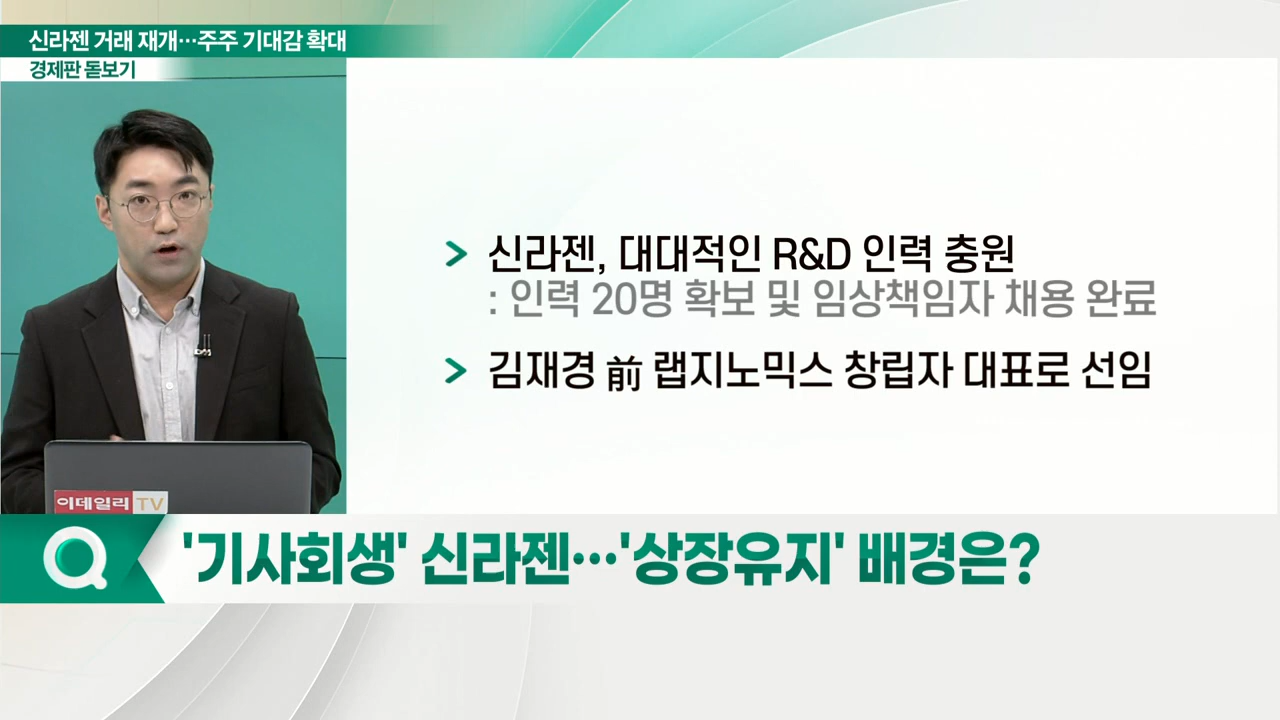 신라젠 거래 재개…주주 기대감 확대
경제판 돋보기
신라젠, 대대적인 R&D 인력 충원
: 인력 20명 확보 및 임상책임자 채용 완료
김재경 前 랩지노믹스 창립자 대표로 선임
이데일리 TV
'기사회생' 신라젠…'상장유지' 배경은?